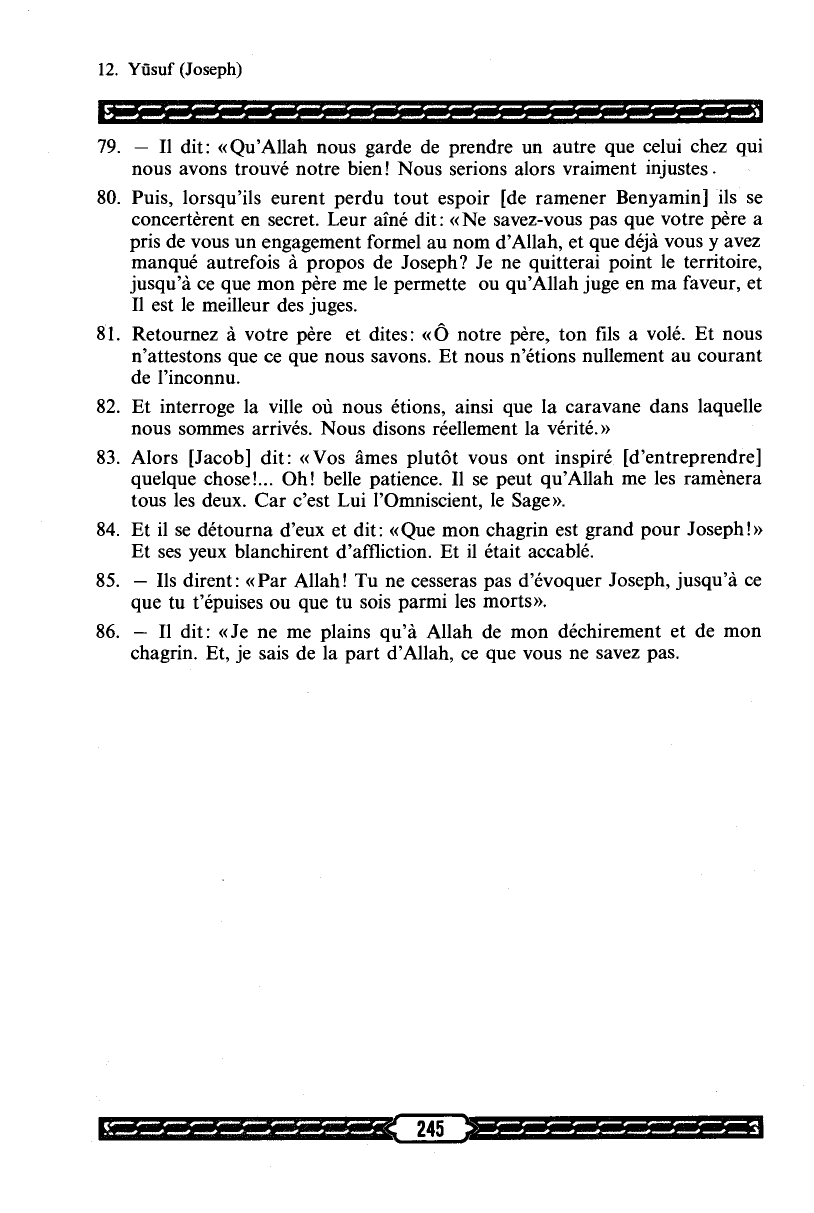 12. Yūsuf (Joseph)
79. — Il dit: «Qu'Allah nous garde de prendre un autre que celui chez qui
nous avons trouvé notre bien! Nous serions alors vraiment injustes.
80. Puis, lorsqu'ils eurent perdu tout espoir [de ramener Benyamin] ils se
concertèrent en secret. Leur aîné dit: «Ne savez-vous pas que votre père a
pris de vous un engagement formel au nom d'Allah, et que déjà vous y avez
manqué autrefois à propos de Joseph? Je ne quitterai point le territoire,
jusqu'à ce que mon père me le permette ou qu'Allah juge en ma faveur, et
Il est le meilleur des juges.
81. Retournez à votre père et dites: «Ô notre père, ton fils a volé. Et nous
n'attestons que ce que nous savons. Et nous n'étions nullement au courant
de l'inconnu.
82. Et interroge la ville où nous étions, ainsi que la caravane dans laquelle
nous sommes arrivés. Nous disons réellement la vérité.»
83. Alors [Jacob] dit: «Vos âmes plutôt vous ont inspiré [d'entreprendre]
quelque chose!... Oh! belle patience. Il se peut qu'Allah me les ramènera
tous les deux. Car c'est Lui l'Omniscient, le Sage».
84. Et il se détourna d'eux et dit: «Que mon chagrin est grand pour Joseph!»
Et ses yeux blanchirent d'affliction. Et il était accablé.
85. — Ils dirent: «Par Allah! Tu ne cesseras pas d'évoquer Joseph, jusqu'à ce
que tu t'épuises ou que tu sois parmi les morts».
86. — Il dit: «Je ne me plains qu'à Allah de mon déchirement et de mon
chagrin. Et, je sais de la part d'Allah, ce que vous ne savez pas.
245